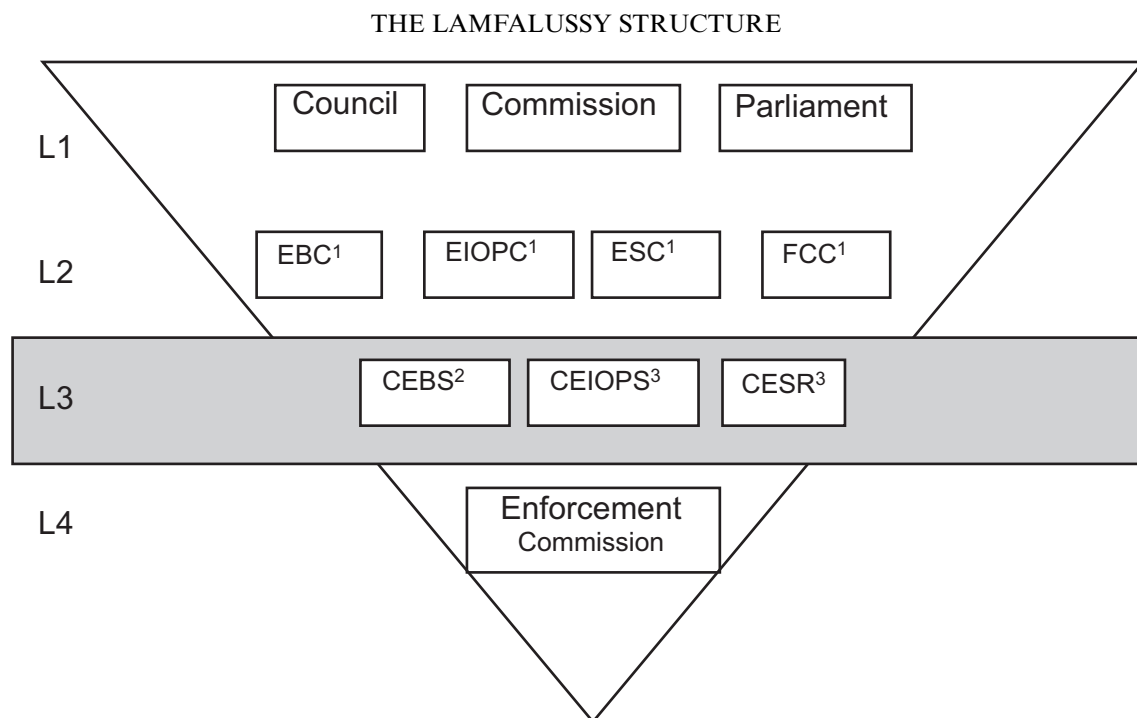 THE LAMFALUSSY STRUCTURE
L1
Council
Commission
Parliament
L2
EBC¹
EIOPC¹
ESC¹
FCC¹
L3
CEBS²
CEIOPS³
CESR³
L4
Enforcement
Commission